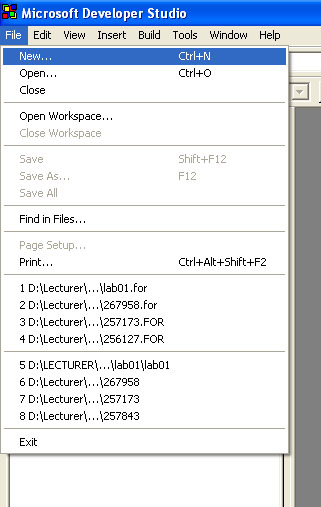 Microsoft Developer Studio
File Edit View Insert Build Tools Window Help
New... Ctrl+N
Open... Ctrl+O
Close
Open Workspace...
Close Workspace
Save Shift+F12
Save As... F12
Save All
Find in Files...
Page Setup...
Print... Ctrl+Alt+Shift+F2
1 D:\Lecturer\...\lab01.for
2 D:\Lecturer\...\267958.for
3 D:\Lecturer\...\257173.FOR
4 D:\Lecturer\...\256127.FOR
5 D:\LECTURER\...\lab01\lab01
6 D:\Lecturer\...\267958
7 D:\Lecturer\...\257173
8 D:\Lecturer\...\257843
Exit